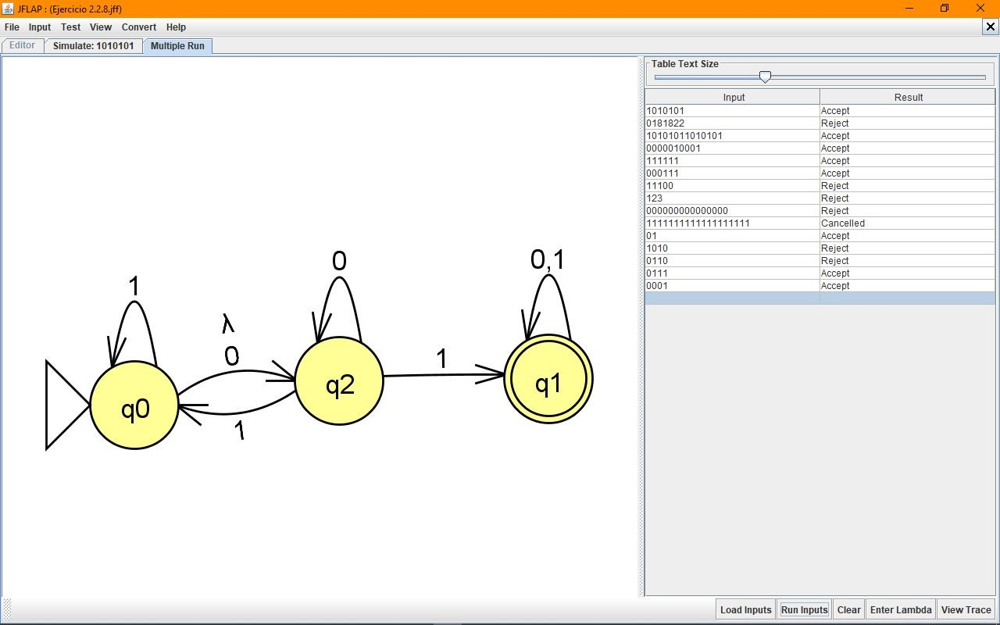 JFLAP : (Ejercicio 2.2.8.jff)
File Input Test View Convert Help
Editor Simulate: 1010101 Multiple Run
Table Text Size
Input Result
1010101 Accept
0181822 Reject
10101011010101 Accept
0000010001 Accept
111111 Accept
000111 Accept
11100 Reject
123 Reject
000000000000000 Reject
1111111111111111111 Cancelled
01 Accept
1010 Reject
0110 Reject
0111 Accept
0001 Accept
1
λ
0
0
0,1
1
1
q0
q2
q1
Load Inputs Run Inputs Clear Enter Lambda View Trace